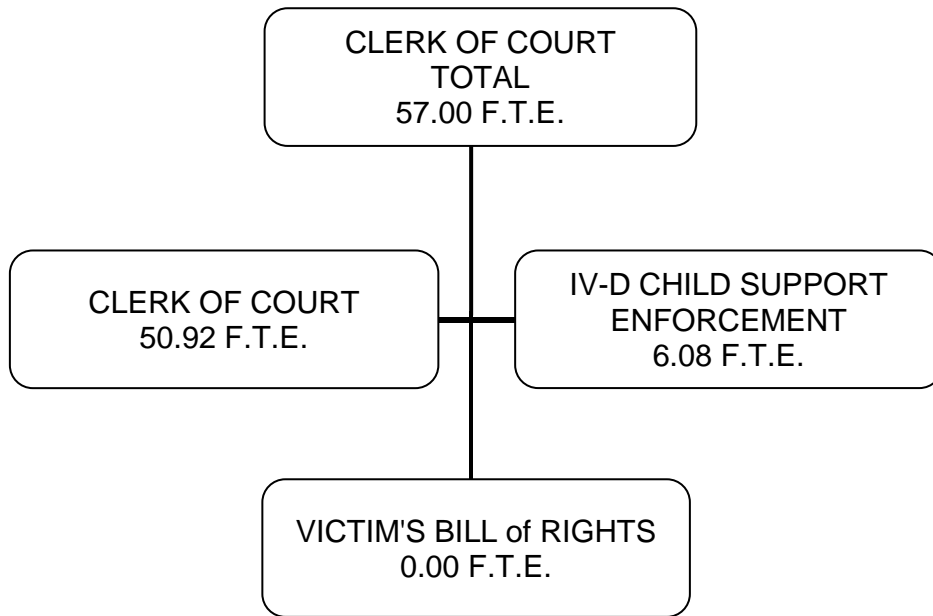 CLERK OF COURT
TOTAL
57.00 F.T.E.
CLERK OF COURT
50.92 F.T.E.
IV-D CHILD SUPPORT
ENFORCEMENT
6.08 F.T.E.
VICTIM'S BILL of RIGHTS
0.00 F.T.E.